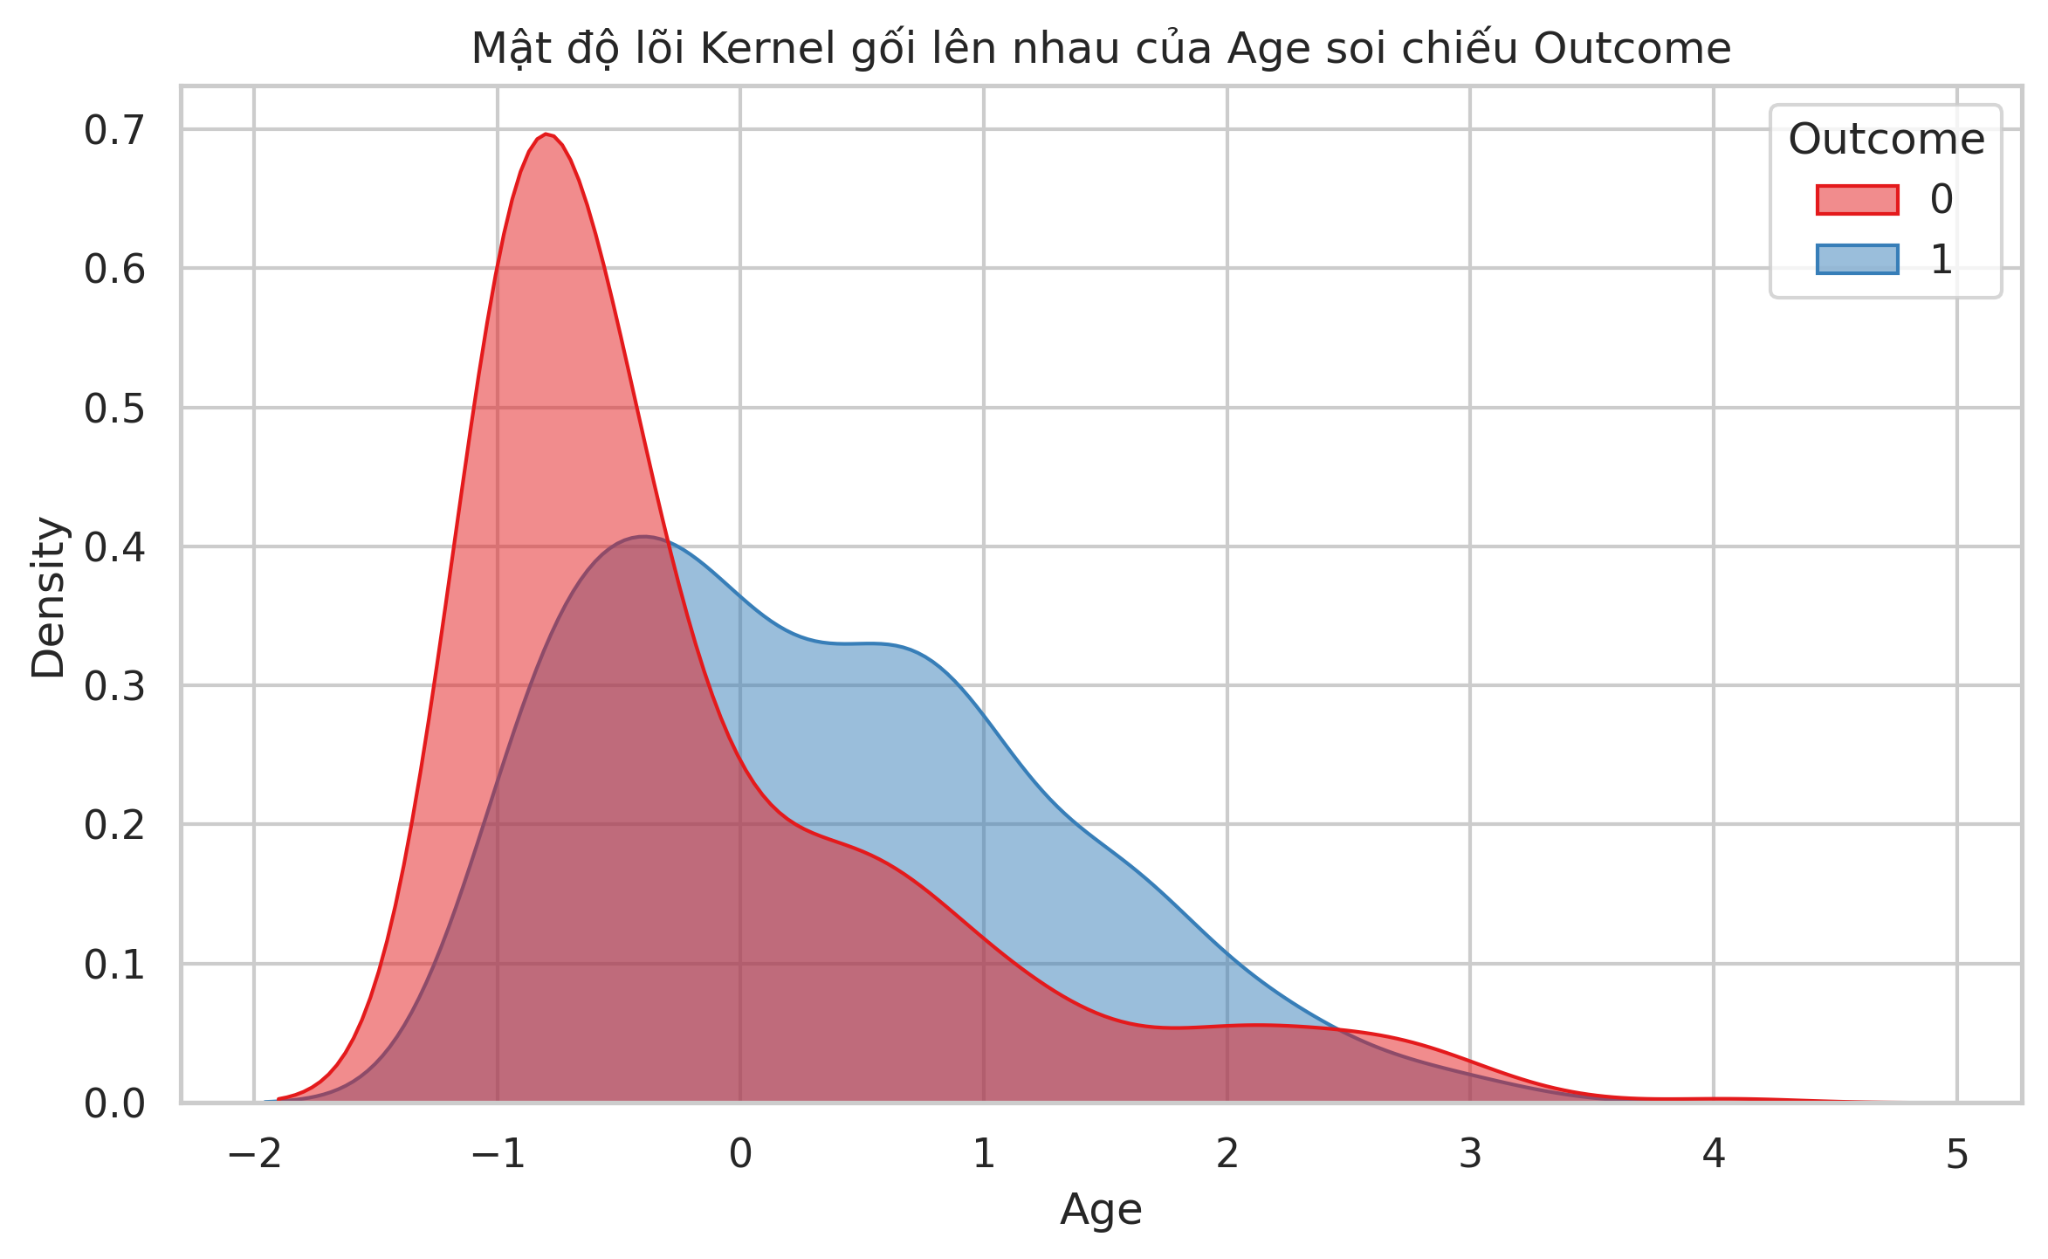 Mật độ lõi Kernel gối lên nhau của Age soi chiếu Outcome
Outcome
0
1
Density
0.7
0.6
0.5
0.4
0.3
0.2
0.1
0.0
−2 −1 0 1 2 3 4 5
Age